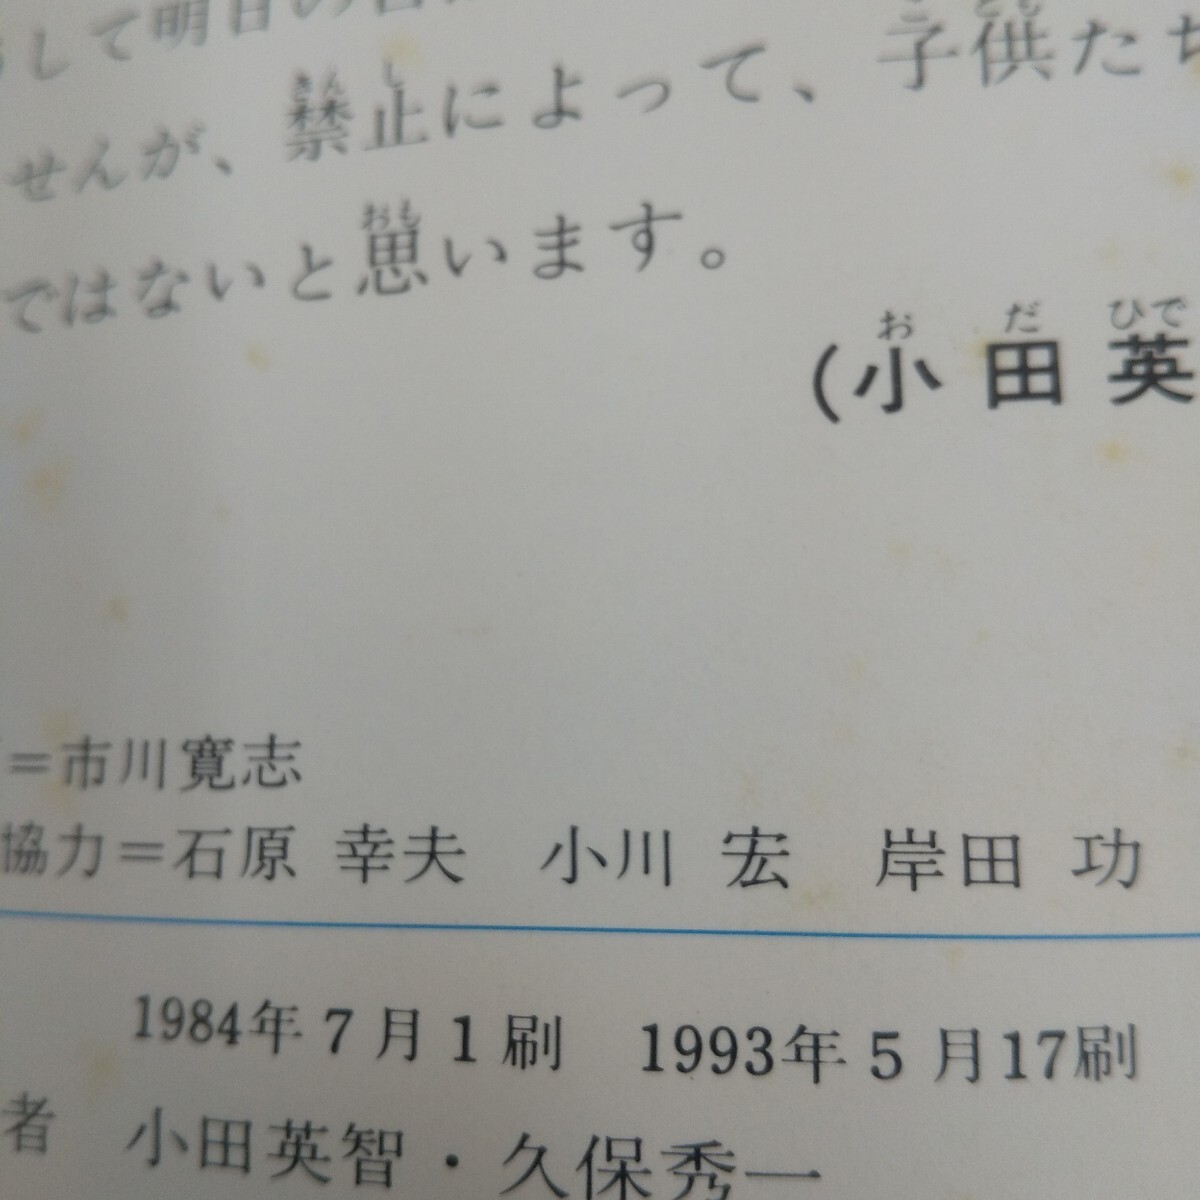 して明日の
せんが、禁止によって、子供たち
ではないと思います。
(小田英
＝市川寛志
協力＝石原 幸夫 小川 宏 岸田 功
1984年7月1刷 1993年5月17刷
者 小田英智・久保秀一